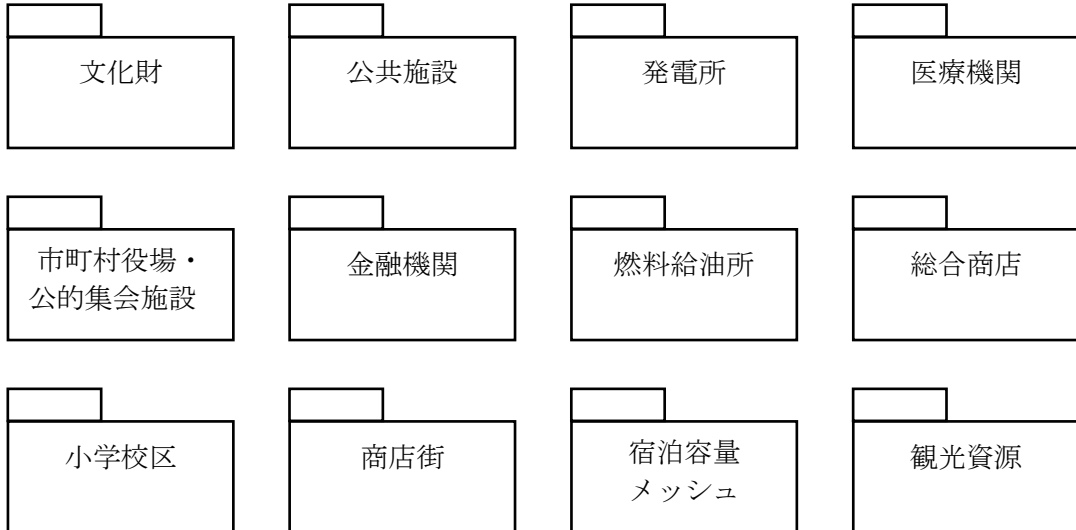 文化財
公共施設
発電所
医療機関
市町村役場・
公的集会施設
金融機関
燃料給油所
総合商店
小学校区
商店街
宿泊容量
メッシュ
観光資源